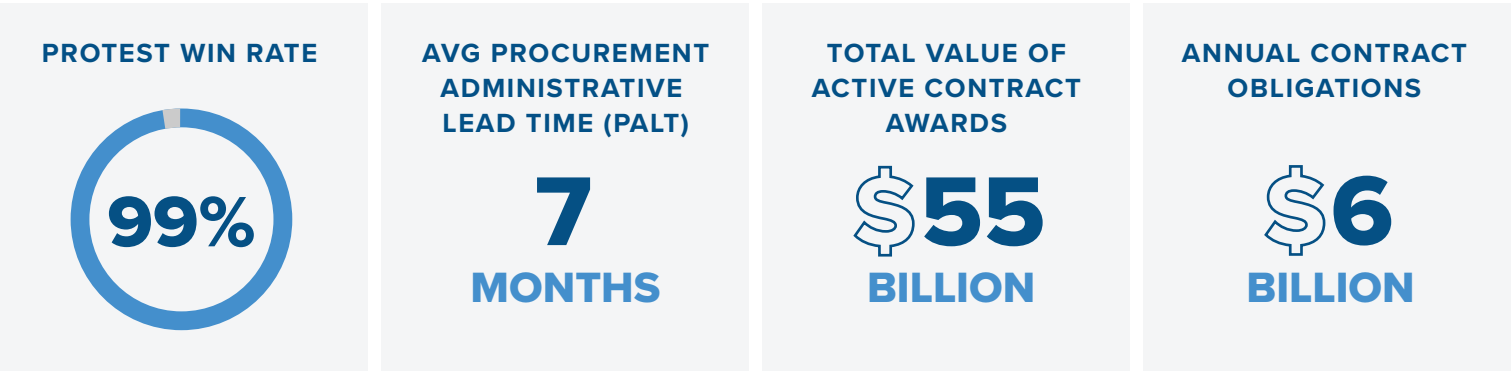 PROTEST WIN RATE
99%
AVG PROCUREMENT
ADMINISTRATIVE
LEAD TIME (PALT)
7
MONTHS
TOTAL VALUE OF
ACTIVE CONTRACT
AWARDS
$55
BILLION
ANNUAL CONTRACT
OBLIGATIONS
$6
BILLION